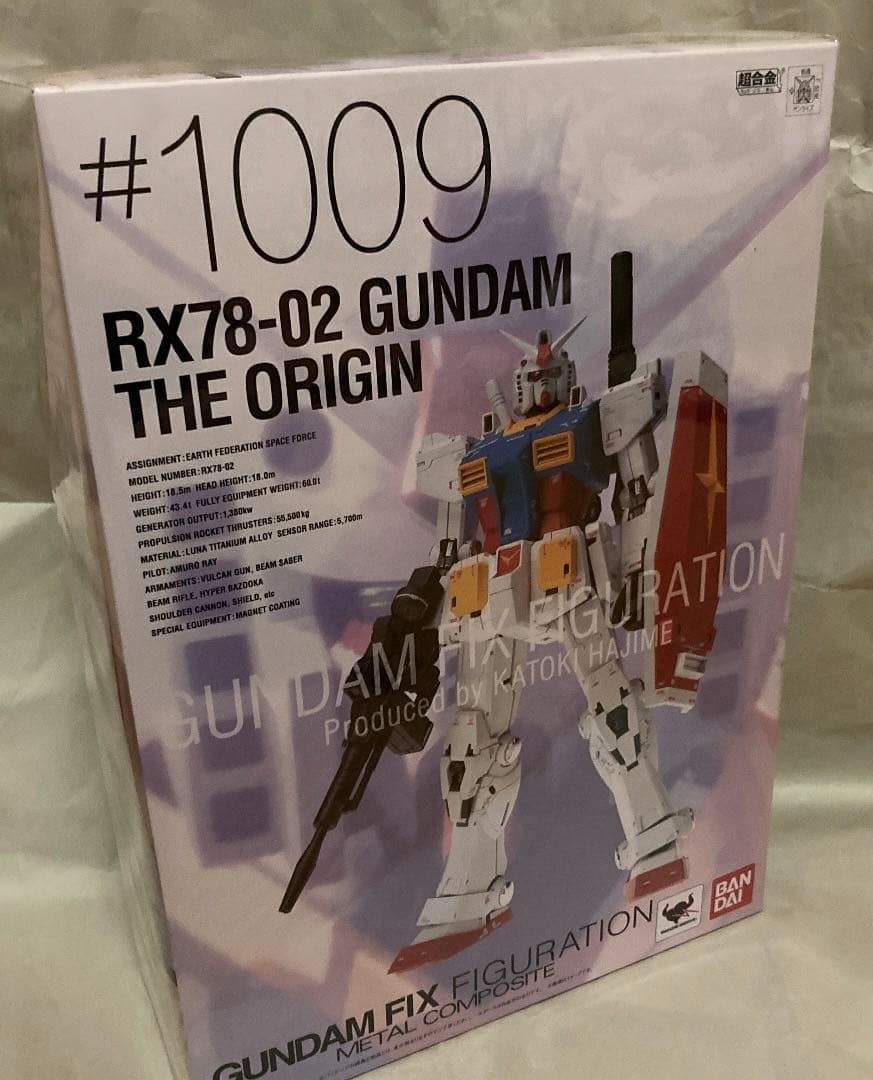 #1009
超合金
RX78-02 GUNDAM
THE ORIGIN
ASSIGNMENT:EARTH FEDERATION SPACE FORCE
MODEL NUMBER:RX78-02
HEIGHT:18.5m HEAD HEIGHT:18.0m
WEIGHT:43.4t FULLY EQUIPMENT WEIGHT:60.0t
GENERATOR OUTPUT:1,380kw
PROPULSION ROCKET THRUSTERS:55,500kg
MATERIAL:LUNA TITANIUM ALLOY SENSOR RANGE:5,700m
PILOT:AMURO RAY
ARMAMENTS:VULCAN GUN, BEAM SABER
BEAM RIFLE, HYPER BAZOOKA
SHOULDER CANNON, SHIELD, etc
SPECIAL EQUIPMENT:MAGNET COATING
GUNDAM FIX FIGURATION
Produced by KATOKI HAJIME
BAN
DAI
GUNDAM FIX FIGURATION
METAL COMPOSITE